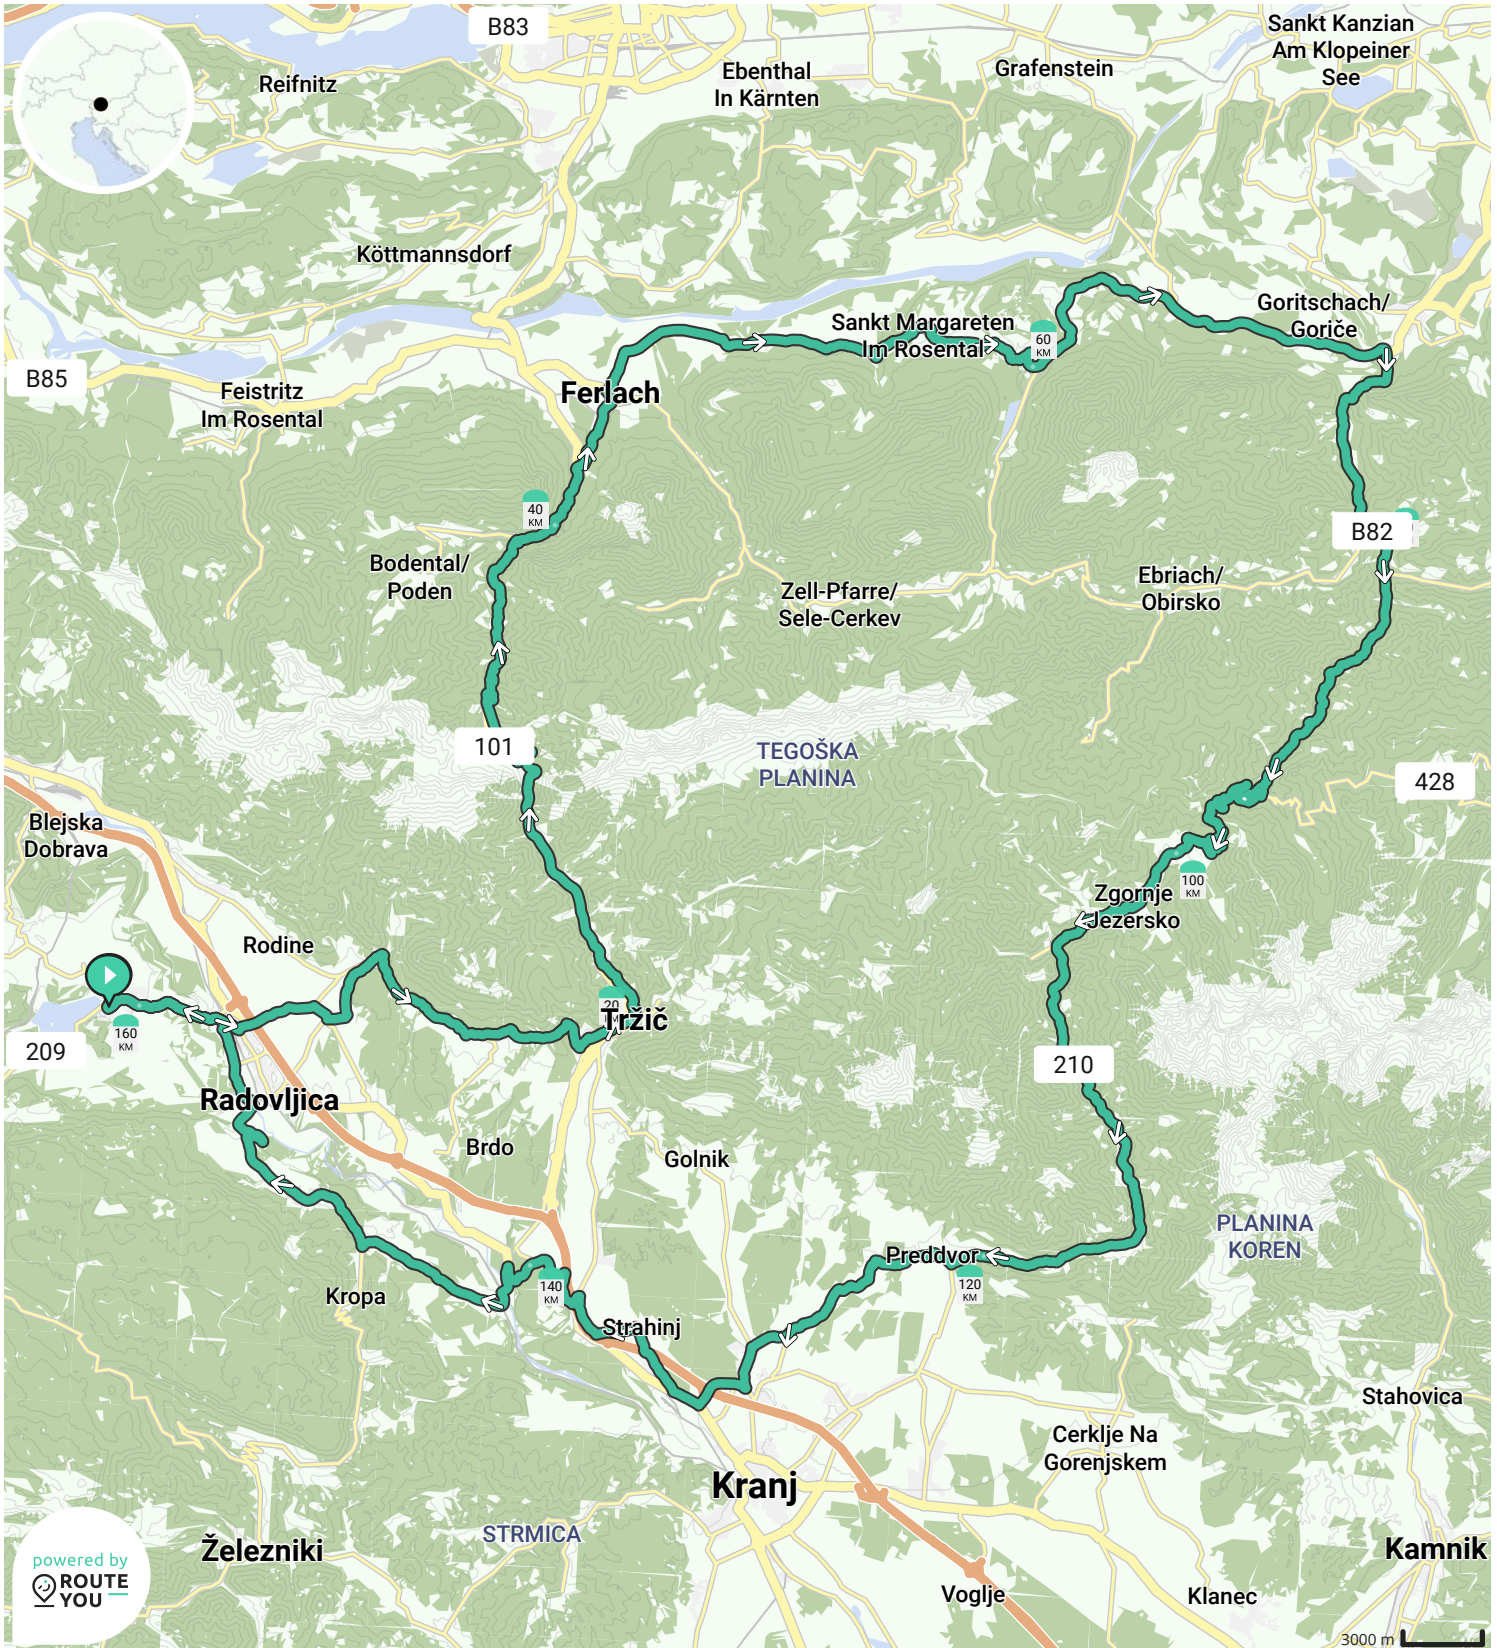 B83
Sankt Kanzian
Am Klopeiner
See
Reifnitz
Ebenthal
In Kärnten
Grafenstein
Köttmannsdorf
Goritschach/
Goriče
Sankt Margareten
Im Rosental
60
KM
B85
Feistritz
Im Rosental
Ferlach
40
KM
B82
Bodental/
Poden
Zell-Pfarre/
Sele-Cerkev
Ebriach/
Obirsko
101
TEGOŠKA
PLANINA
428
Blejska
Dobrava
100
KM
Zgornje
Jezersko
Rodine
20
KM
Tržič
160
KM
209
210
Radovljica
Brdo
Golnik
PLANINA
KOREN
Preddvor
120
KM
Kropa
140
KM
Strahinj
Stahovica
Cerklje Na
Gorenjskem
Kranj
STRMICA
Železniki
Kamnik
powered by
ROUTE
YOU
Voglje
Klanec
3000 m